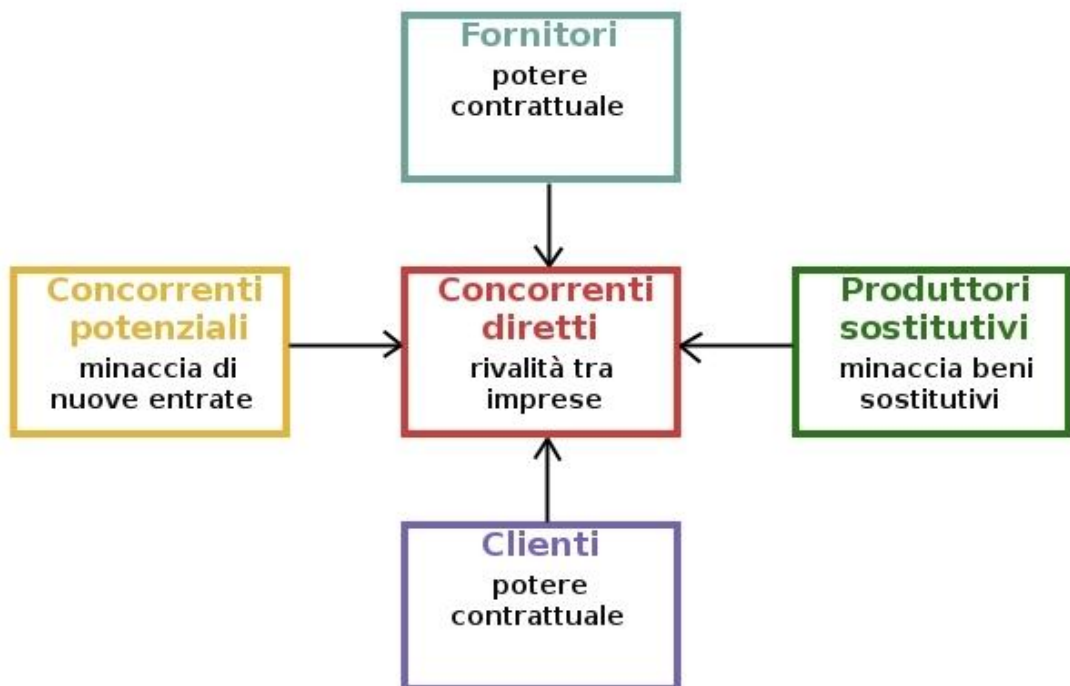 Fornitori
potere
contrattuale
Concorrenti
potenziali
minaccia di
nuove entrate
Concorrenti
diretti
rivalità tra
imprese
Produttori
sostitutivi
minaccia beni
sostitutivi
Clienti
potere
contrattuale